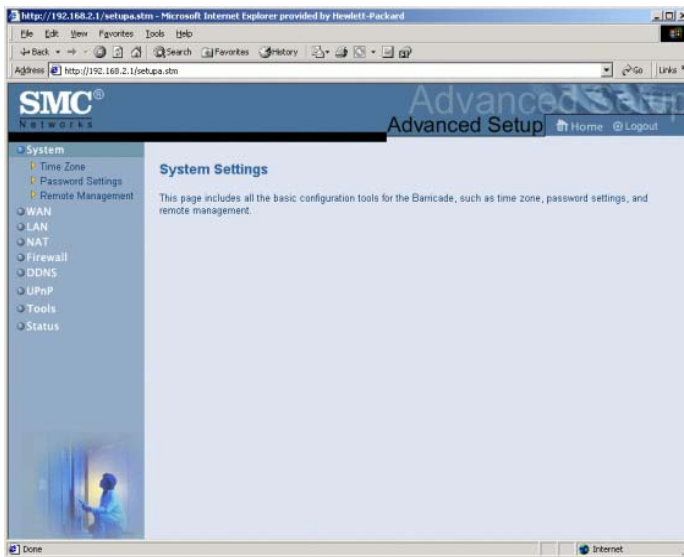 http://192.168.2.1/setupa.stm - Microsoft Internet Explorer provided by Hewlett-Packard
File Edit View Favorites Tools Help
Back Search Favorites History
Address http://192.168.2.1/setupa.stm Go Links
SMC®
Networks
Advanced Setup
Advanced Setup Home Logout
System
Time Zone
Password Settings
Remote Management
WAN
LAN
NAT
Firewall
DDNS
UPnP
Tools
Status
System Settings
This page includes all the basic configuration tools for the Barricade, such as time zone, password settings, and
remote management.
Done Internet